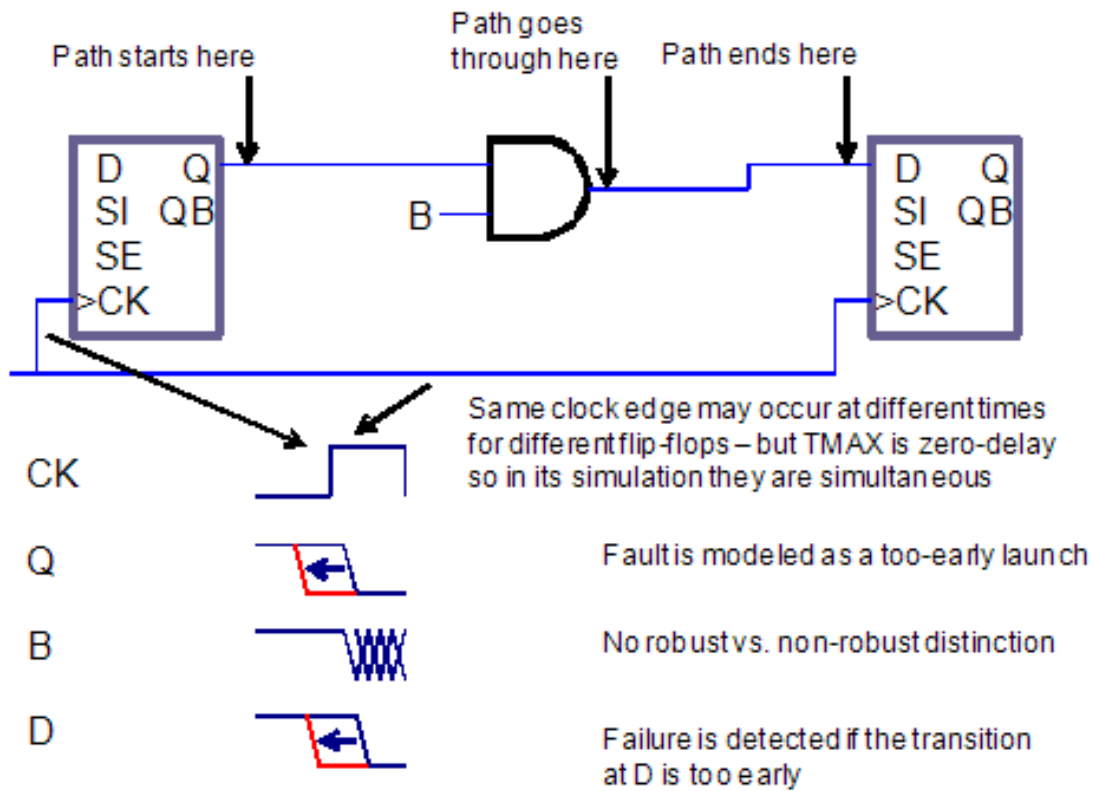 Path starts here
Path goes
through here
Path ends here
D Q
SI QB
SE
>CK
B
D Q
SI QB
SE
>CK
Same clock edge may occur at different times
for different flip-flops – but TMAX is zero-delay
so in its simulation they are simultaneous
CK
Q
Fault is modeled as a too-early launch
B
No robust vs. non-robust distinction
D
Failure is detected if the transition
at D is too early